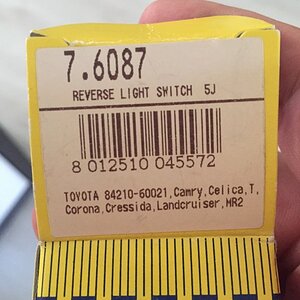 7.6087
REVERSE LIGHT SWITCH 5J
8 012510 045572
TOYOTA 84210-60021,Camry,Celica,T,
Corona,Cressida,Landcruiser,MR2